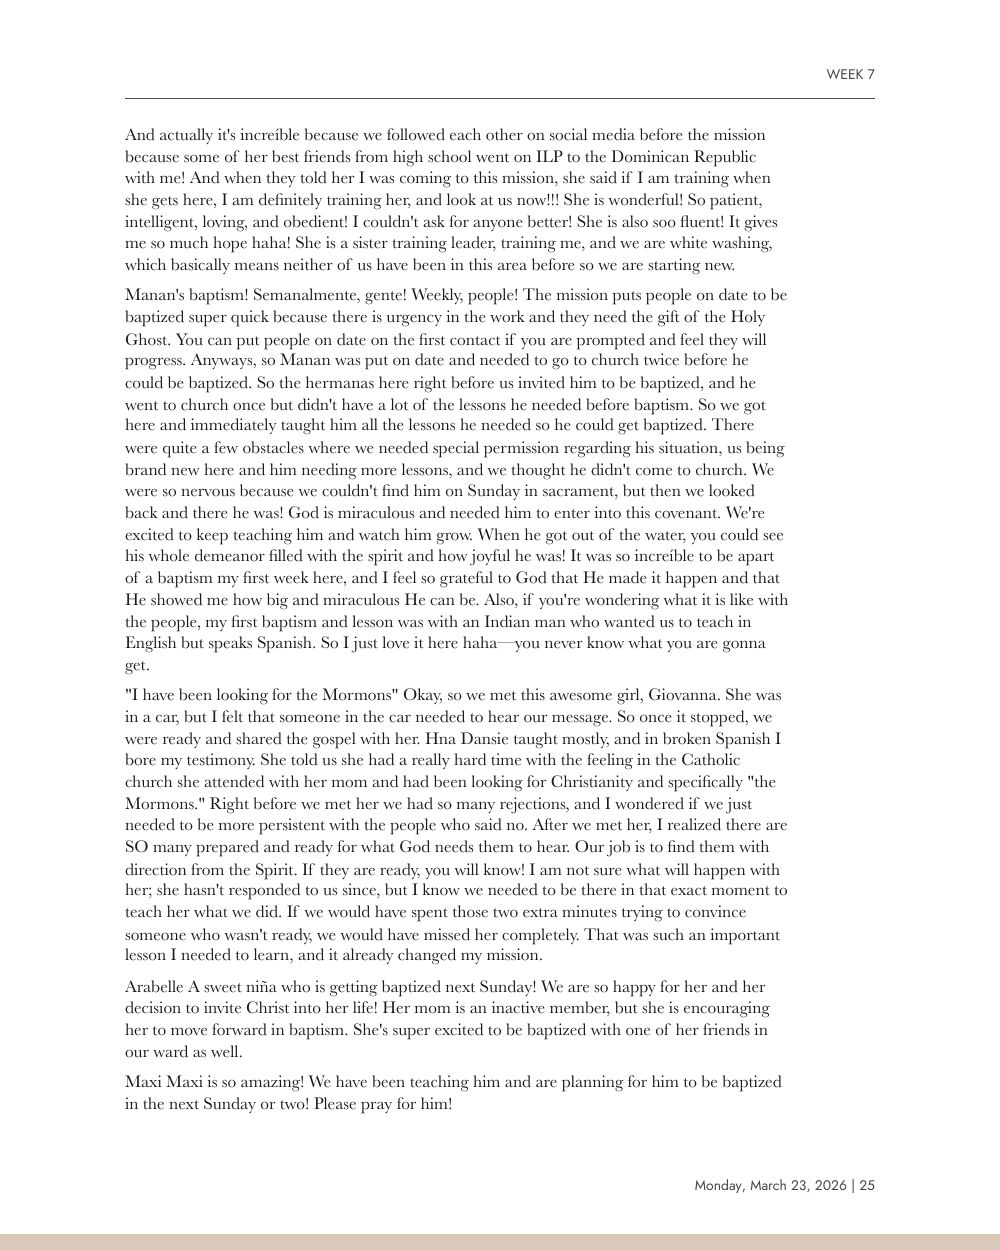 WEEK 7
And actually it's increíble because we followed each other on social media before the mission
because some of her best friends from high school went on ILP to the Dominican Republic
with me! And when they told her I was coming to this mission, she said if I am training when
she gets here, I am definitely training her, and look at us now!!! She is wonderful! So patient,
intelligent, loving, and obedient! I couldn't ask for anyone better! She is also soo fluent! It gives
me so much hope haha! She is a sister training leader, training me, and we are white washing,
which basically means neither of us have been in this area before so we are starting new.
Manan's baptism! Semanalmente, gente! Weekly, people! The mission puts people on date to be
baptized super quick because there is urgency in the work and they need the gift of the Holy
Ghost. You can put people on date on the first contact if you are prompted and feel they will
progress. Anyways, so Manan was put on date and needed to go to church twice before he
could be baptized. So the hermanas here right before us invited him to be baptized, and he
went to church once but didn't have a lot of the lessons he needed before baptism. So we got
here and immediately taught him all the lessons he needed so he could get baptized. There
were quite a few obstacles where we needed special permission regarding his situation, us being
brand new here and him needing more lessons, and we thought he didn't come to church. We
were so nervous because we couldn't find him on Sunday in sacrament, but then we looked
back and there he was! God is miraculous and needed him to enter into this covenant. We're
excited to keep teaching him and watch him grow. When he got out of the water, you could see
his whole demeanor filled with the spirit and how joyful he was! It was so increíble to be apart
of a baptism my first week here, and I feel so grateful to God that He made it happen and that
He showed me how big and miraculous He can be. Also, if you're wondering what it is like with
the people, my first baptism and lesson was with an Indian man who wanted us to teach in
English but speaks Spanish. So I just love it here haha—you never know what you are gonna
get.
"I have been looking for the Mormons" Okay, so we met this awesome girl, Giovanna. She was
in a car, but I felt that someone in the car needed to hear our message. So once it stopped, we
were ready and shared the gospel with her. Hna Dansie taught mostly, and in broken Spanish I
bore my testimony. She told us she had a really hard time with the feeling in the Catholic
church she attended with her mom and had been looking for Christianity and specifically "the
Mormons." Right before we met her we had so many rejections, and I wondered if we just
needed to be more persistent with the people who said no. After we met her, I realized there are
SO many prepared and ready for what God needs them to hear. Our job is to find them with
direction from the Spirit. If they are ready, you will know! I am not sure what will happen with
her; she hasn't responded to us since, but I know we needed to be there in that exact moment to
teach her what we did. If we would have spent those two extra minutes trying to convince
someone who wasn't ready, we would have missed her completely. That was such an important
lesson I needed to learn, and it already changed my mission.
Arabelle A sweet niña who is getting baptized next Sunday! We are so happy for her and her
decision to invite Christ into her life! Her mom is an inactive member, but she is encouraging
her to move forward in baptism. She's super excited to be baptized with one of her friends in
our ward as well.
Maxi Maxi is so amazing! We have been teaching him and are planning for him to be baptized
in the next Sunday or two! Please pray for him!
Monday, March 23, 2026 | 25